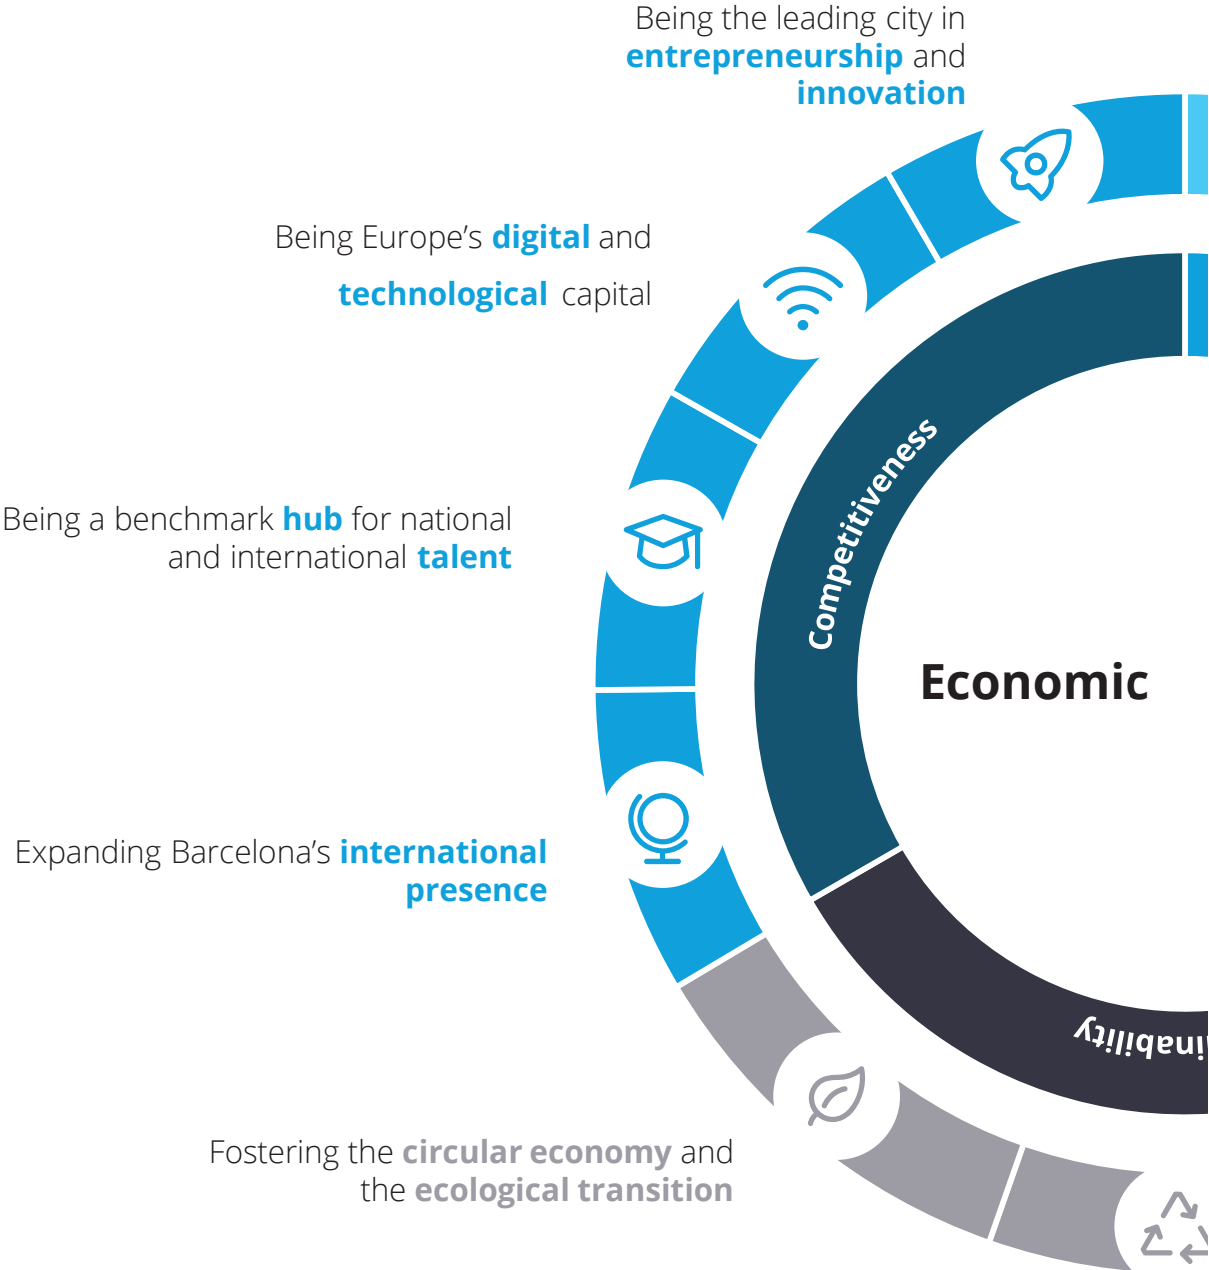 Being the leading city in
entrepreneurship and
innovation
Being Europe's digital and
technological capital
Being a benchmark hub for national
and international talent
Expanding Barcelona's international
presence
Fostering the circular economy and
the ecological transition
Competitiveness
Economic